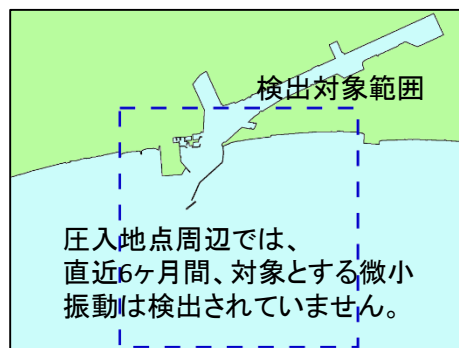 検出対象範囲
圧入地点周辺では、
直近6ヶ月間、対象とする微小
振動は検出されていません。